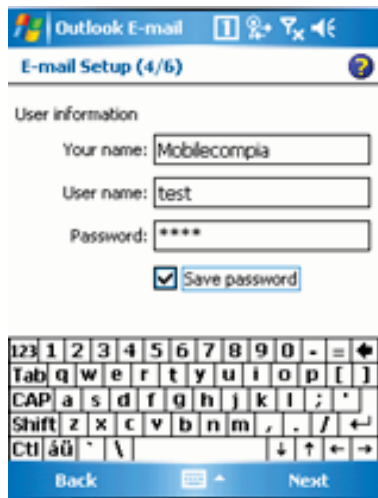 Outlook E-mail
E-mail Setup (4/6)
User information
Your name: Mobilecompia
User name: test
Password: ****
Save password
123 1 2 3 4 5 6 7 8 9 0 - =
Tab q w e r t y u i o p [ ]
CAP a s d f g h j k l ; '
Shift z x c v b n m , . /
Ctl áü ` \
Back Next